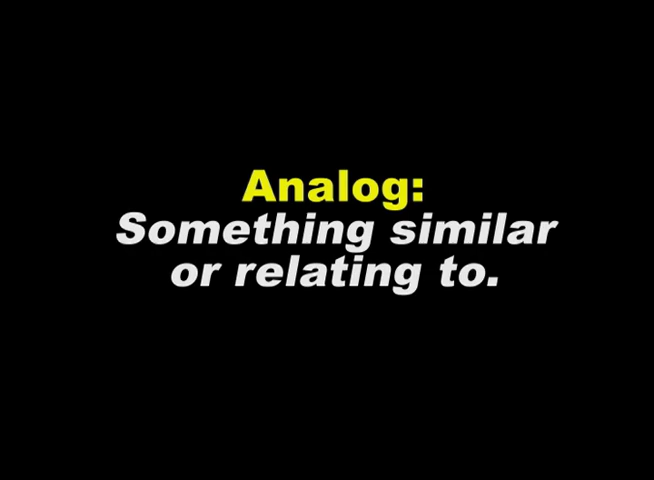 Analog:
Something similar
or relating to.